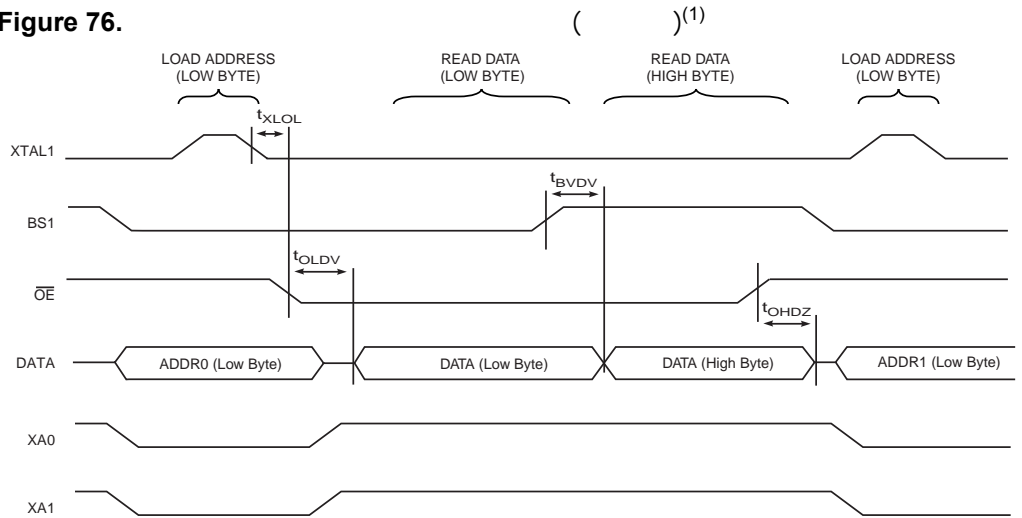 Figure 76. ( )(1)
LOAD ADDRESS (LOW BYTE)
READ DATA (LOW BYTE)
READ DATA (HIGH BYTE)
LOAD ADDRESS (LOW BYTE)
tXLOL
XTAL1
tBVDV
BS1
tOLDV
OE
tOHDZ
DATA
ADDR0 (Low Byte)
DATA (Low Byte)
DATA (High Byte)
ADDR1 (Low Byte)
XA0
XA1